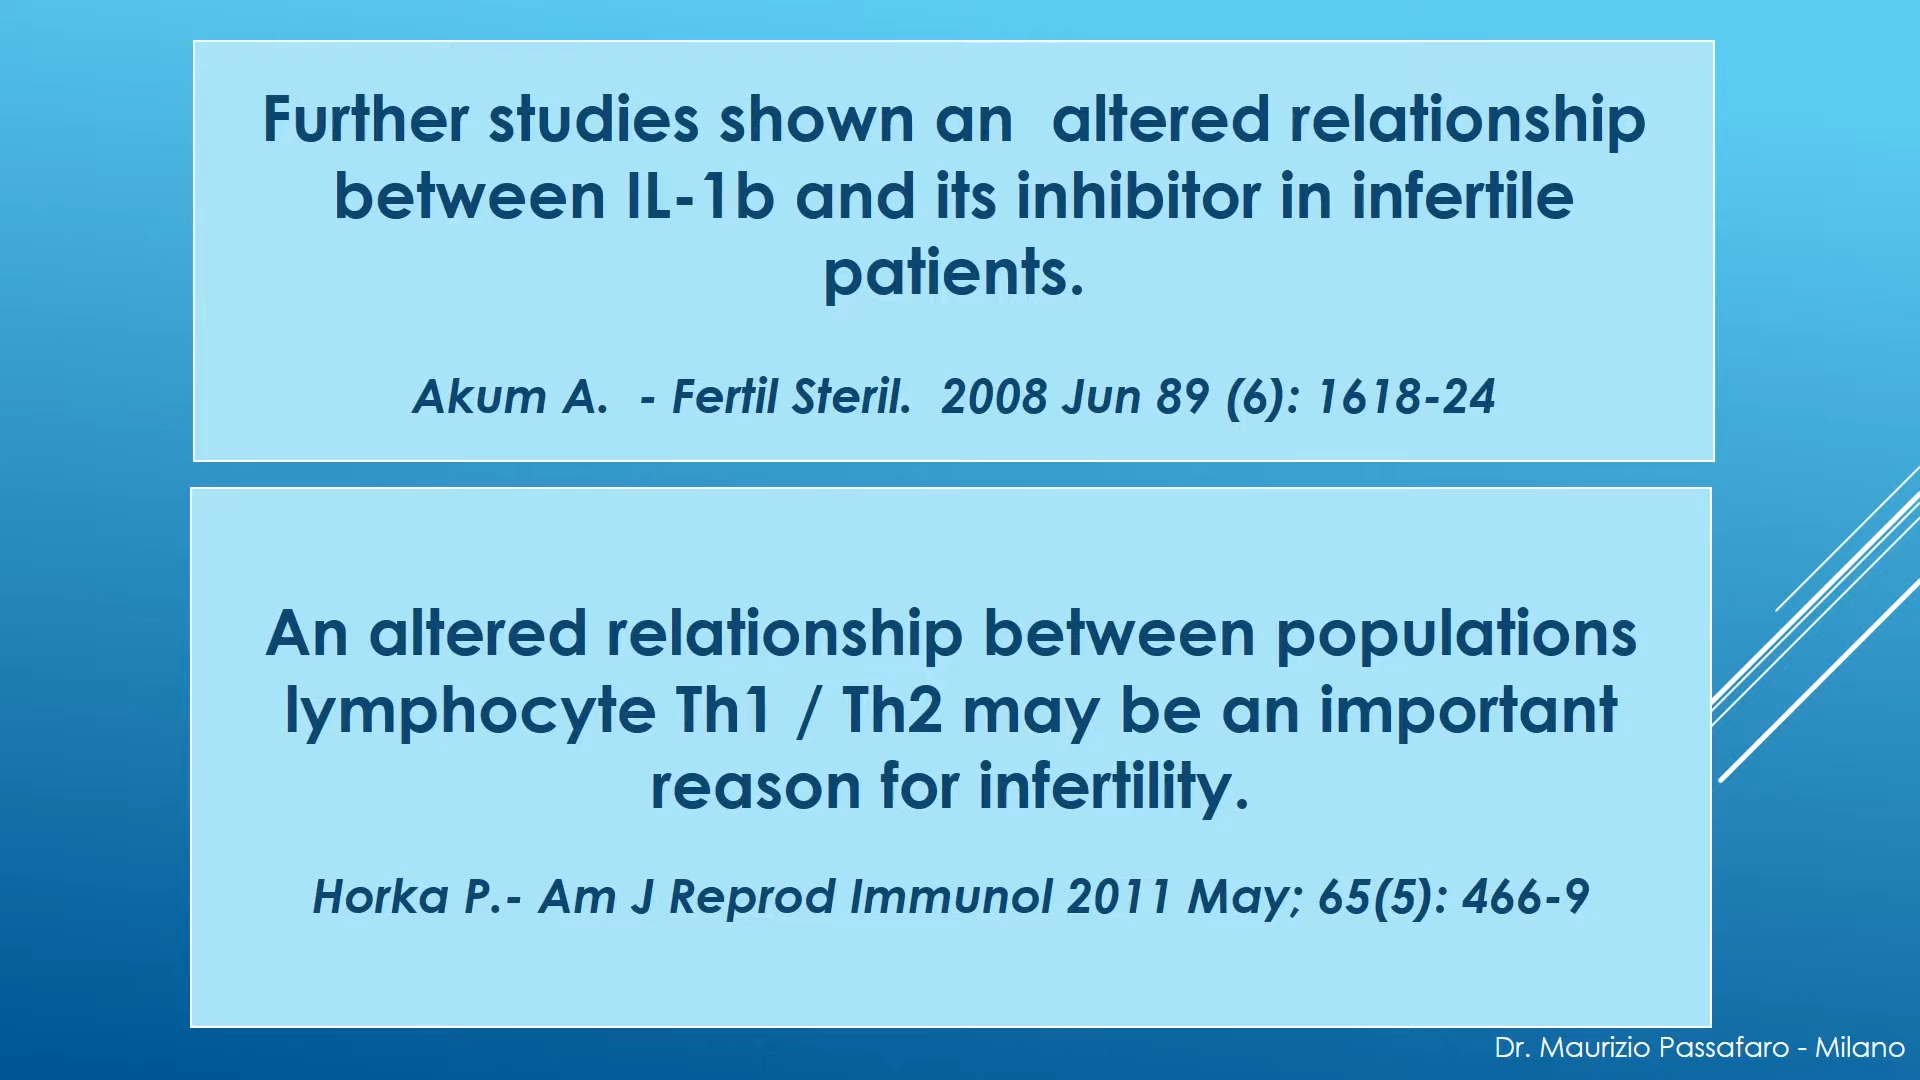 Further studies shown an  altered relationship
between IL-1b and its inhibitor in infertile
patients.
Akum A.  - Fertil Steril.  2008 Jun 89 (6): 1618-24
An altered relationship between populations
lymphocyte Th1 / Th2 may be an important
reason for infertility.
Horka P.- Am J Reprod Immunol 2011 May; 65(5): 466-9
Dr. Maurizio Passafaro - Milano